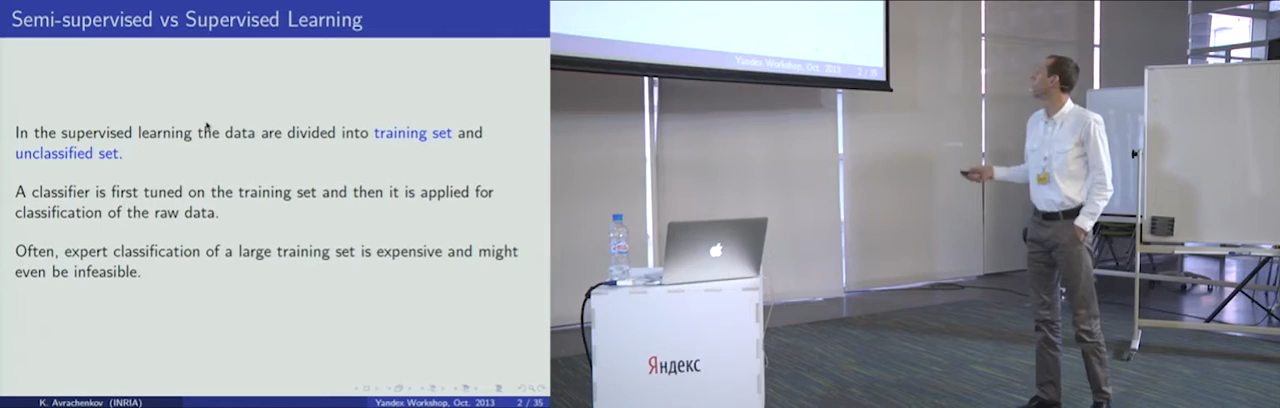 Semi-supervised vs Supervised Learning
In the supervised learning the data are divided into training set and
unclassified set.
A classifier is first tuned on the training set and then it is applied for
classification of the raw data.
Often, expert classification of a large training set is expensive and might
even be infeasible.
K. Avrachenkov (INRIA)
Yandex Workshop, Oct. 2013
2 / 35
Yandex Workshop, Oct. 2013
2 / 35
Яндекс